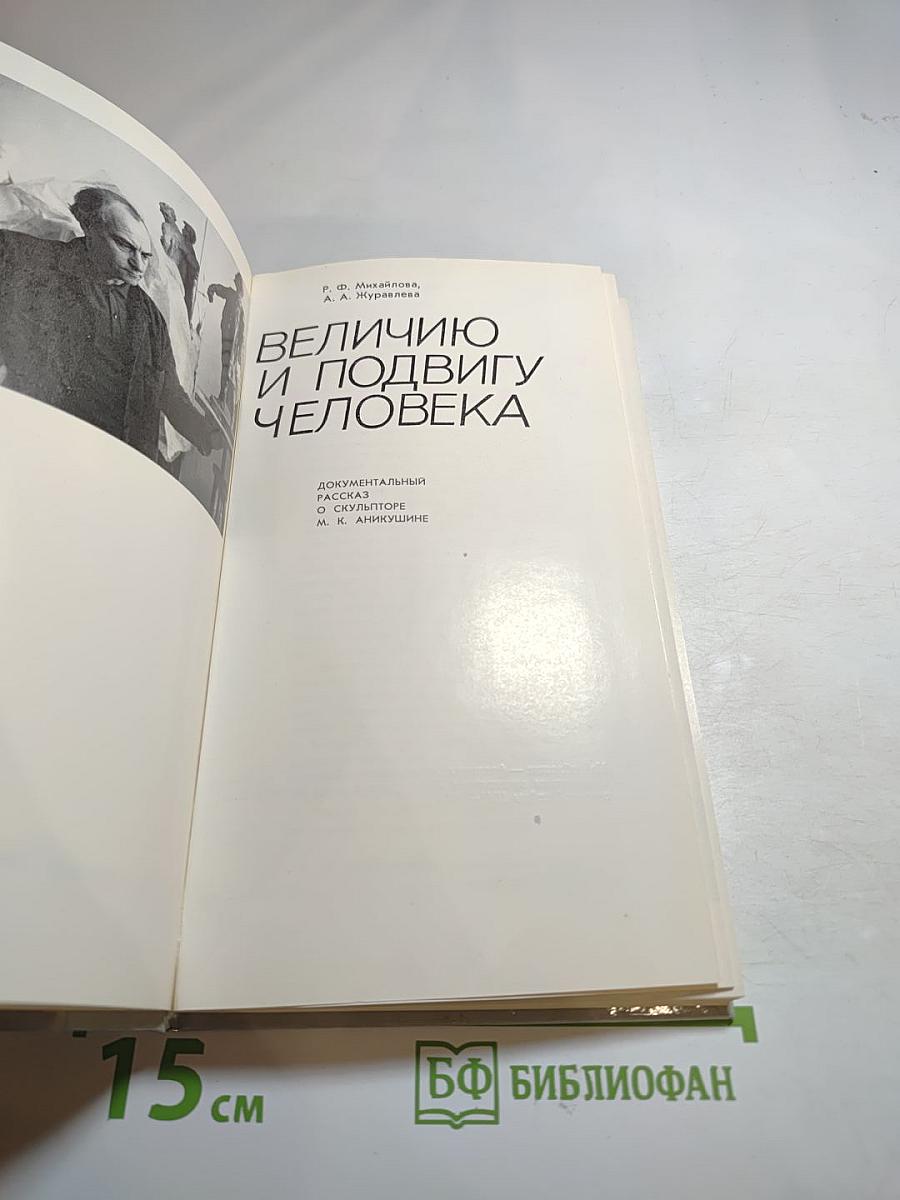 Р. Ф. Михайлова,
А. А. Журавлева
ВЕЛИЧИЮ
И ПОДВИГУ
ЧЕЛОВЕКА
ДОКУМЕНТАЛЬНЫЙ
РАССКАЗ
О СКУЛЬПТОРЕ
М. К. АНИКУШИНЕ
15 см
БФ БИБЛИОФАН